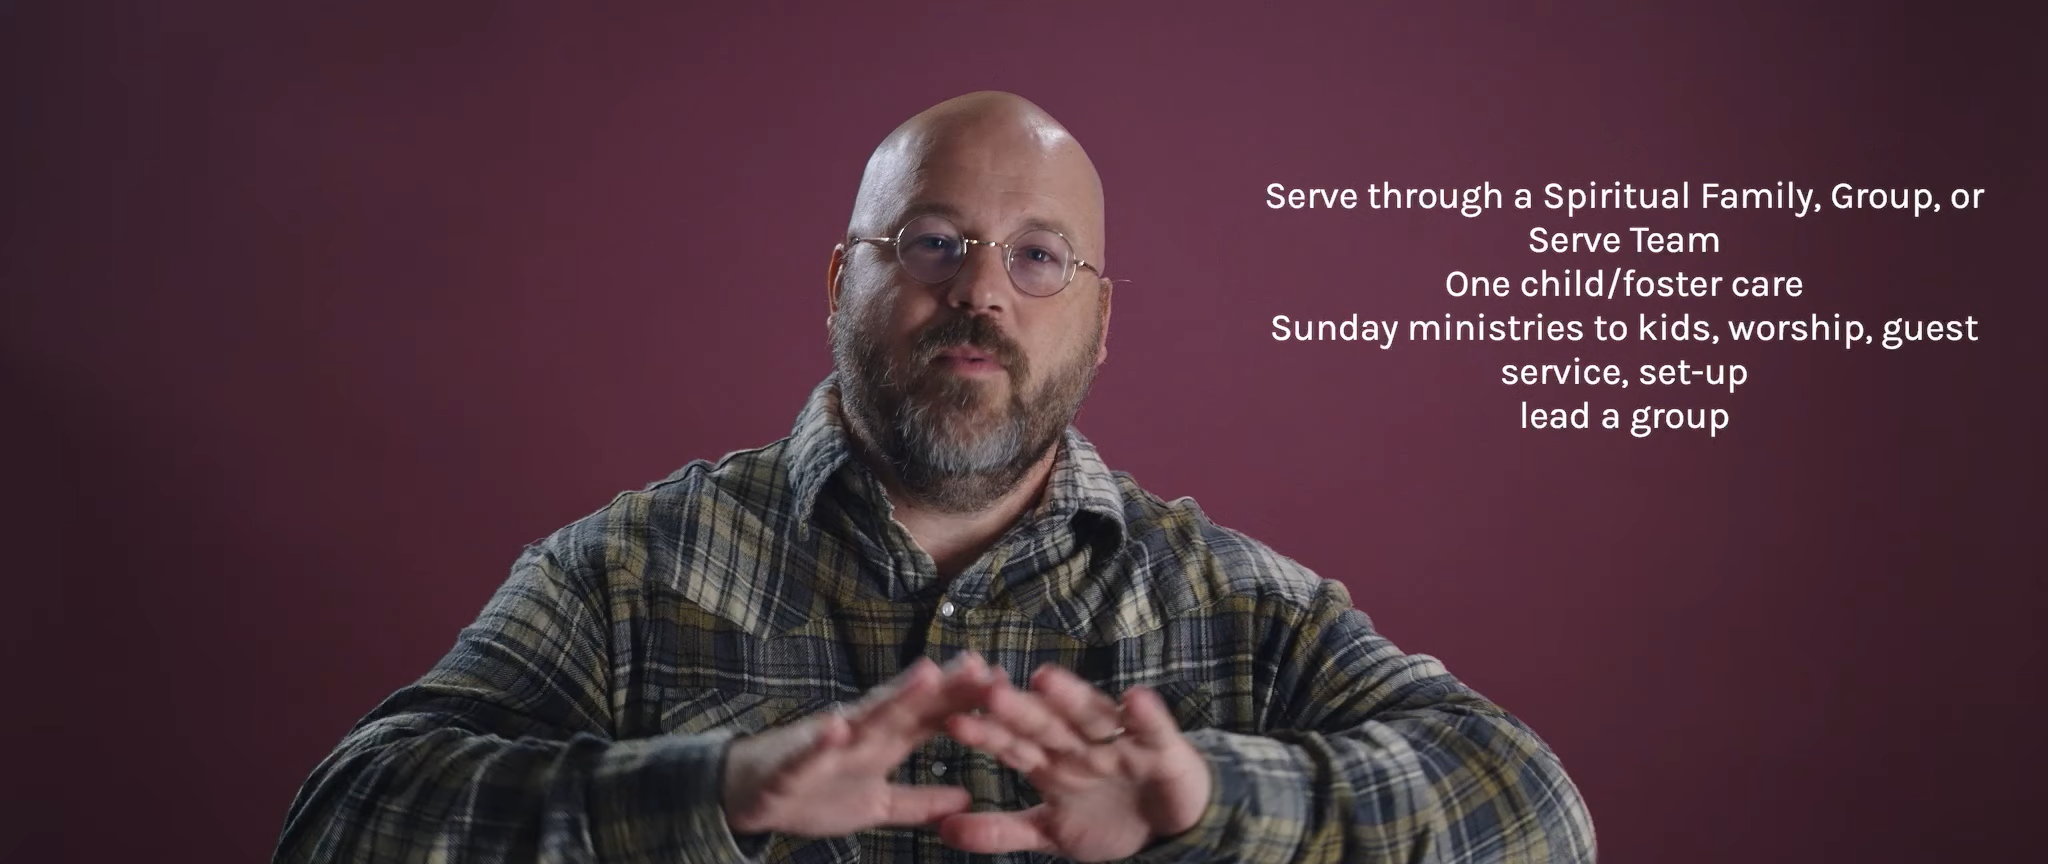 Serve through a Spiritual Family, Group, or
Serve Team
One child/foster care
Sunday ministries to kids, worship, guest
service, set-up
lead a group